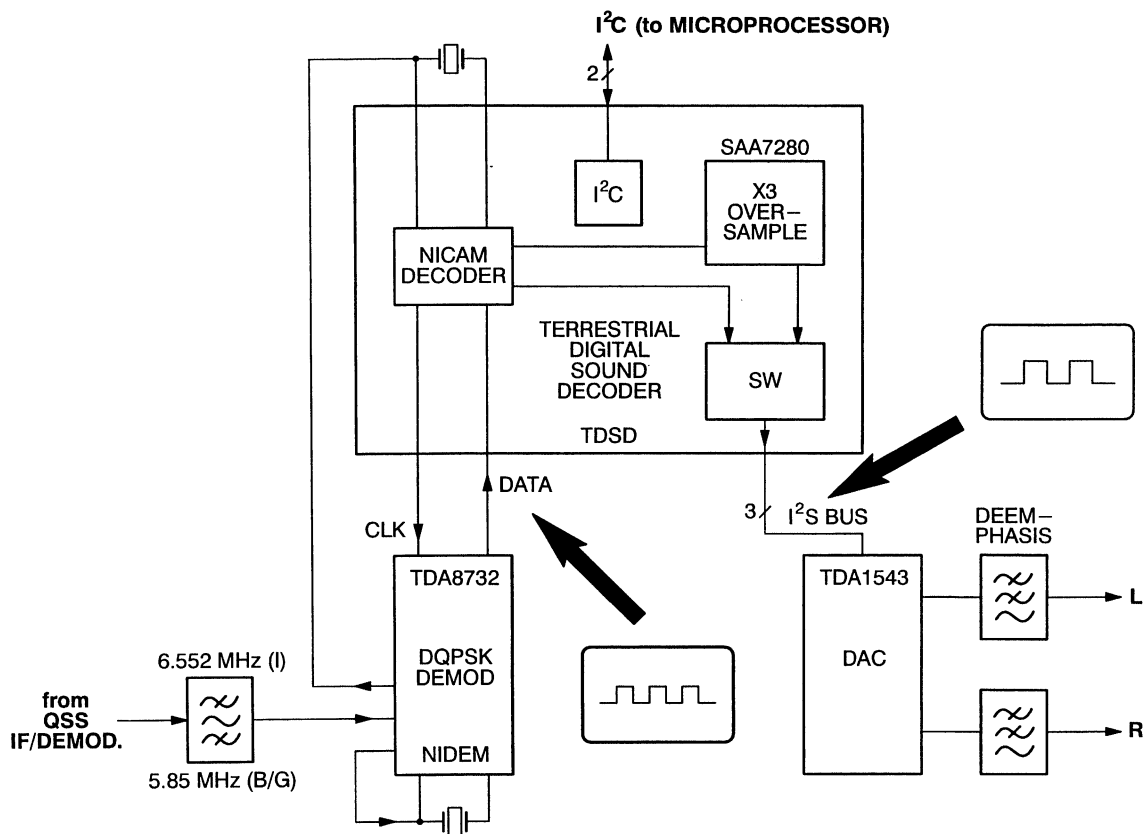 I²C (to MICROPROCESSOR)
2
SAA7280
I²C
X3
OVER–
SAMPLE
NICAM
DECODER
TERRESTRIAL
DIGITAL
SOUND
DECODER
SW
TDSD
DATA
CLK
3
I²S BUS
DEEM–
PHASIS
TDA8732
TDA1543
L
DQPSK
DEMOD
DAC
6.552 MHz (I)
from
QSS
IF/DEMOD.
R
NIDEM
5.85 MHz (B/G)